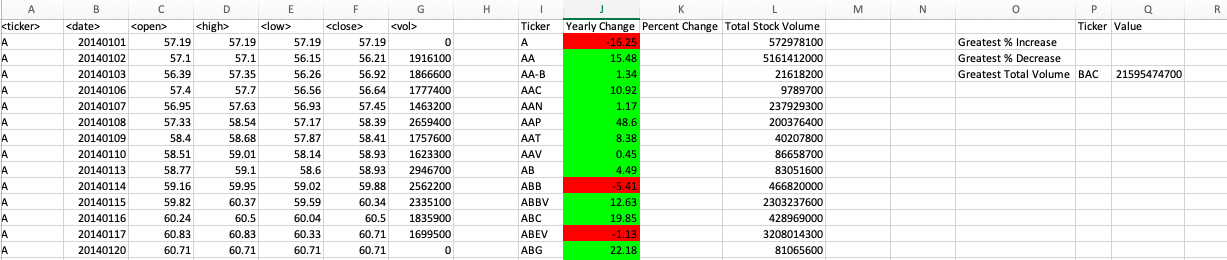 A B C D E F G H I J K L M N O P Q R
<ticker> <date> <open> <high> <low> <close> <vol> Ticker Yearly Change Percent Change Total Stock Volume Ticker Value
A 20140101 57.19 57.19 57.19 57.19 0 A -16.25 572978100 Greatest % Increase
A 20140102 57.1 57.1 56.15 56.21 1916100 AA 15.48 5161412000 Greatest % Decrease
A 20140103 56.39 57.35 56.26 56.92 1866600 AA-B 1.34 21618200 Greatest Total Volume BAC 21595474700
A 20140106 57.4 57.7 56.56 56.64 1777400 AAC 10.92 9789700
A 20140107 56.95 57.63 56.93 57.45 1463200 AAN 1.17 237929300
A 20140108 57.33 58.54 57.17 58.39 2659400 AAP 48.6 200376400
A 20140109 58.4 58.68 57.87 58.41 1757600 AAT 8.38 40207800
A 20140110 58.51 59.01 58.14 58.93 1623300 AAV 0.45 86658700
A 20140113 58.77 59.1 58.6 58.93 2946700 AB 4.49 83051600
A 20140114 59.16 59.95 59.02 59.88 2562200 ABB -5.41 466820000
A 20140115 59.82 60.37 59.59 60.34 2335100 ABBV 12.63 2303237600
A 20140116 60.24 60.5 60.04 60.5 1835900 ABC 19.85 428969000
A 20140117 60.83 60.83 60.33 60.71 1699500 ABEV -1.13 3208014300
A 20140120 60.71 60.71 60.71 60.71 0 ABG 22.18 81065600